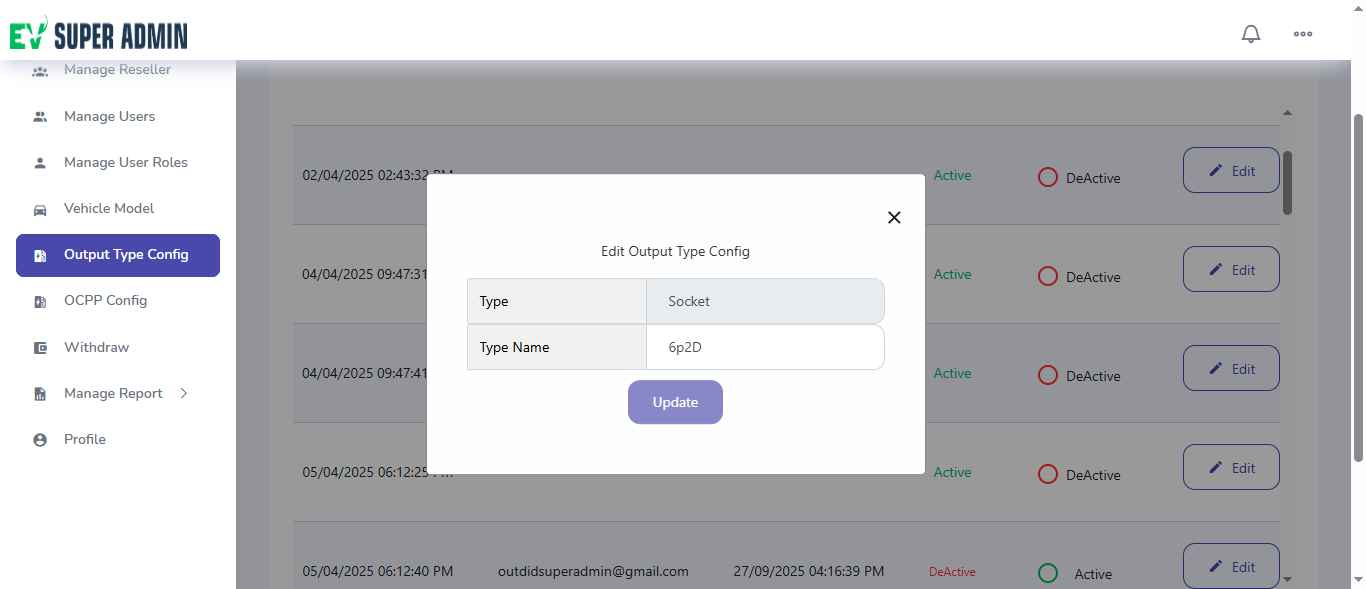 EV SUPER ADMIN
Manage Reseller
Manage Users
Manage User Roles
Vehicle Model
Output Type Config
OCPP Config
Withdraw
Manage Report
Profile
02/04/2025 02:43:32 PM Active DeActive Edit
04/04/2025 09:47:31 Active DeActive Edit
04/04/2025 09:47:41 Active DeActive Edit
05/04/2025 06:12:25 Active DeActive Edit
05/04/2025 06:12:40 PM outdidsuperadmin@gmail.com 27/09/2025 04:16:39 PM DeActive Active Edit
Edit Output Type Config
Type Socket
Type Name 6p2D
Update